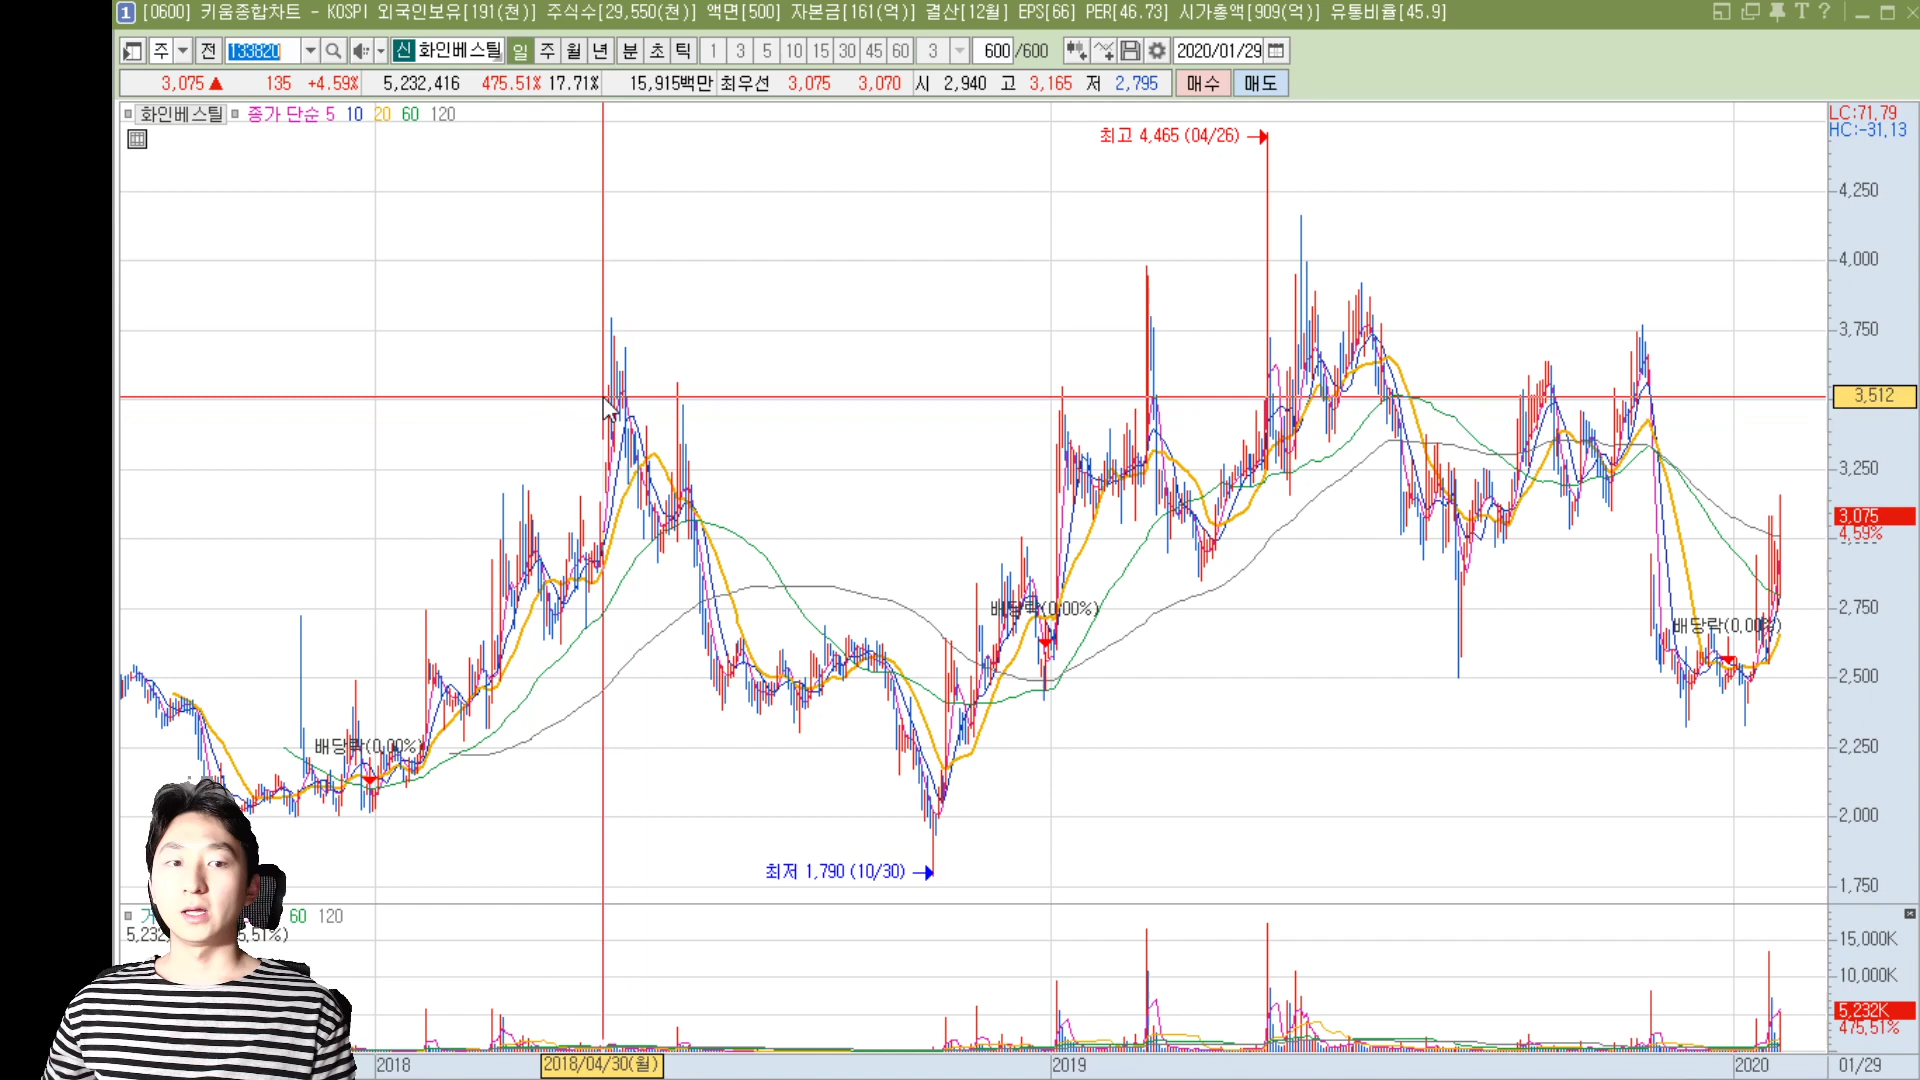 1 [0600] 키움종합차트 - KOSPI 외국인보유[191(천)] 주식수[29,550(천)] 액면[500] 자본금[161(억)] 결산[12월] EPS[66] PER[46.73] 시가총액[909(억)] 유통비율[45.9]
주 전 133820 신 화인베스틸 일 주 월 년 분 초 틱 1 3 5 10 15 30 45 60 3 600 /600 2020/01/29
3,075 ▲ 135 +4.59% 5,232,416 475.51% 17.71% 15,915백만 최우선 3,075 3,070 시 2,940 고 3,165 저 2,795 매수 매도
화인베스틸 종가 단순 5 10 20 60 120
LC:71.79
HC:-31.13
최고 4,465 (04/26)
4,250
4,000
3,750
3,512
3,250
3,075
4.59%
배당락(0.00%)
2,750
배당락(0.00%)
2,500
배당락(0.00%)
2,250
2,000
최저 1,790 (10/30)
1,750
60 120
15,000K
10,000K
5,232K
475.51%
2018 2018/04/30(월) 2019 2020 01/29